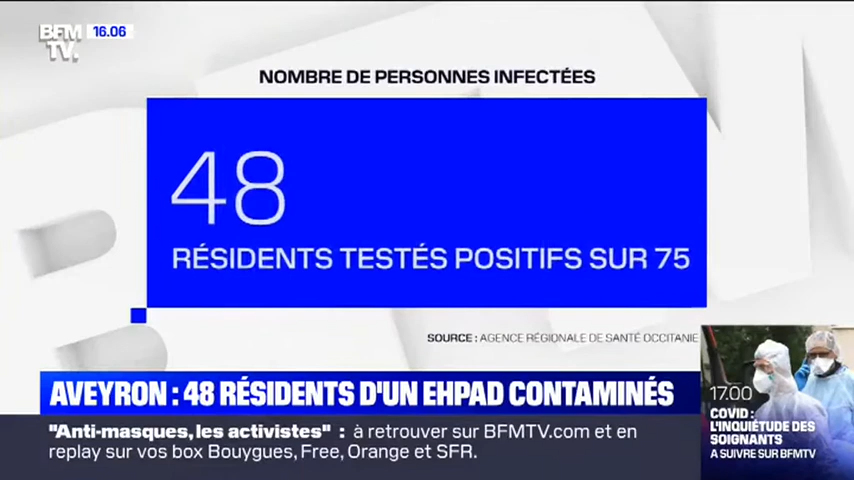 BFM
TV.
16.06
NOMBRE DE PERSONNES INFECTÉES
48
RÉSIDENTS TESTÉS POSITIFS SUR 75
SOURCE : AGENCE RÉGIONALE DE SANTÉ OCCITANIE
AVEYRON : 48 RÉSIDENTS D'UN EHPAD CONTAMINÉS
"Anti-masques, les activistes" : à retrouver sur BFMTV.com et en
replay sur vos box Bouygues, Free, Orange et SFR.
17.00
COVID :
L'INQUIÉTUDE DES
SOIGNANTS
A SUIVRE SUR BFMTV